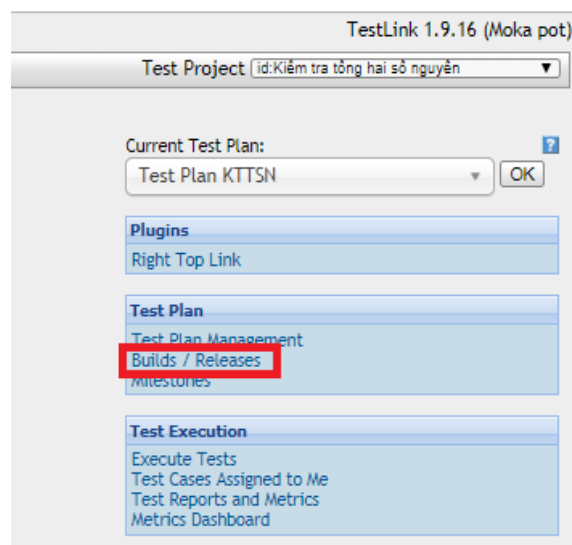 TestLink 1.9.16 (Moka pot)
Test Project id:Kiểm tra tổng hai số nguyên
Current Test Plan:
Test Plan KTTSN OK
Plugins
Right Top Link
Test Plan
Test Plan Management
Builds / Releases
Milestones
Test Execution
Execute Tests
Test Cases Assigned to Me
Test Reports and Metrics
Metrics Dashboard